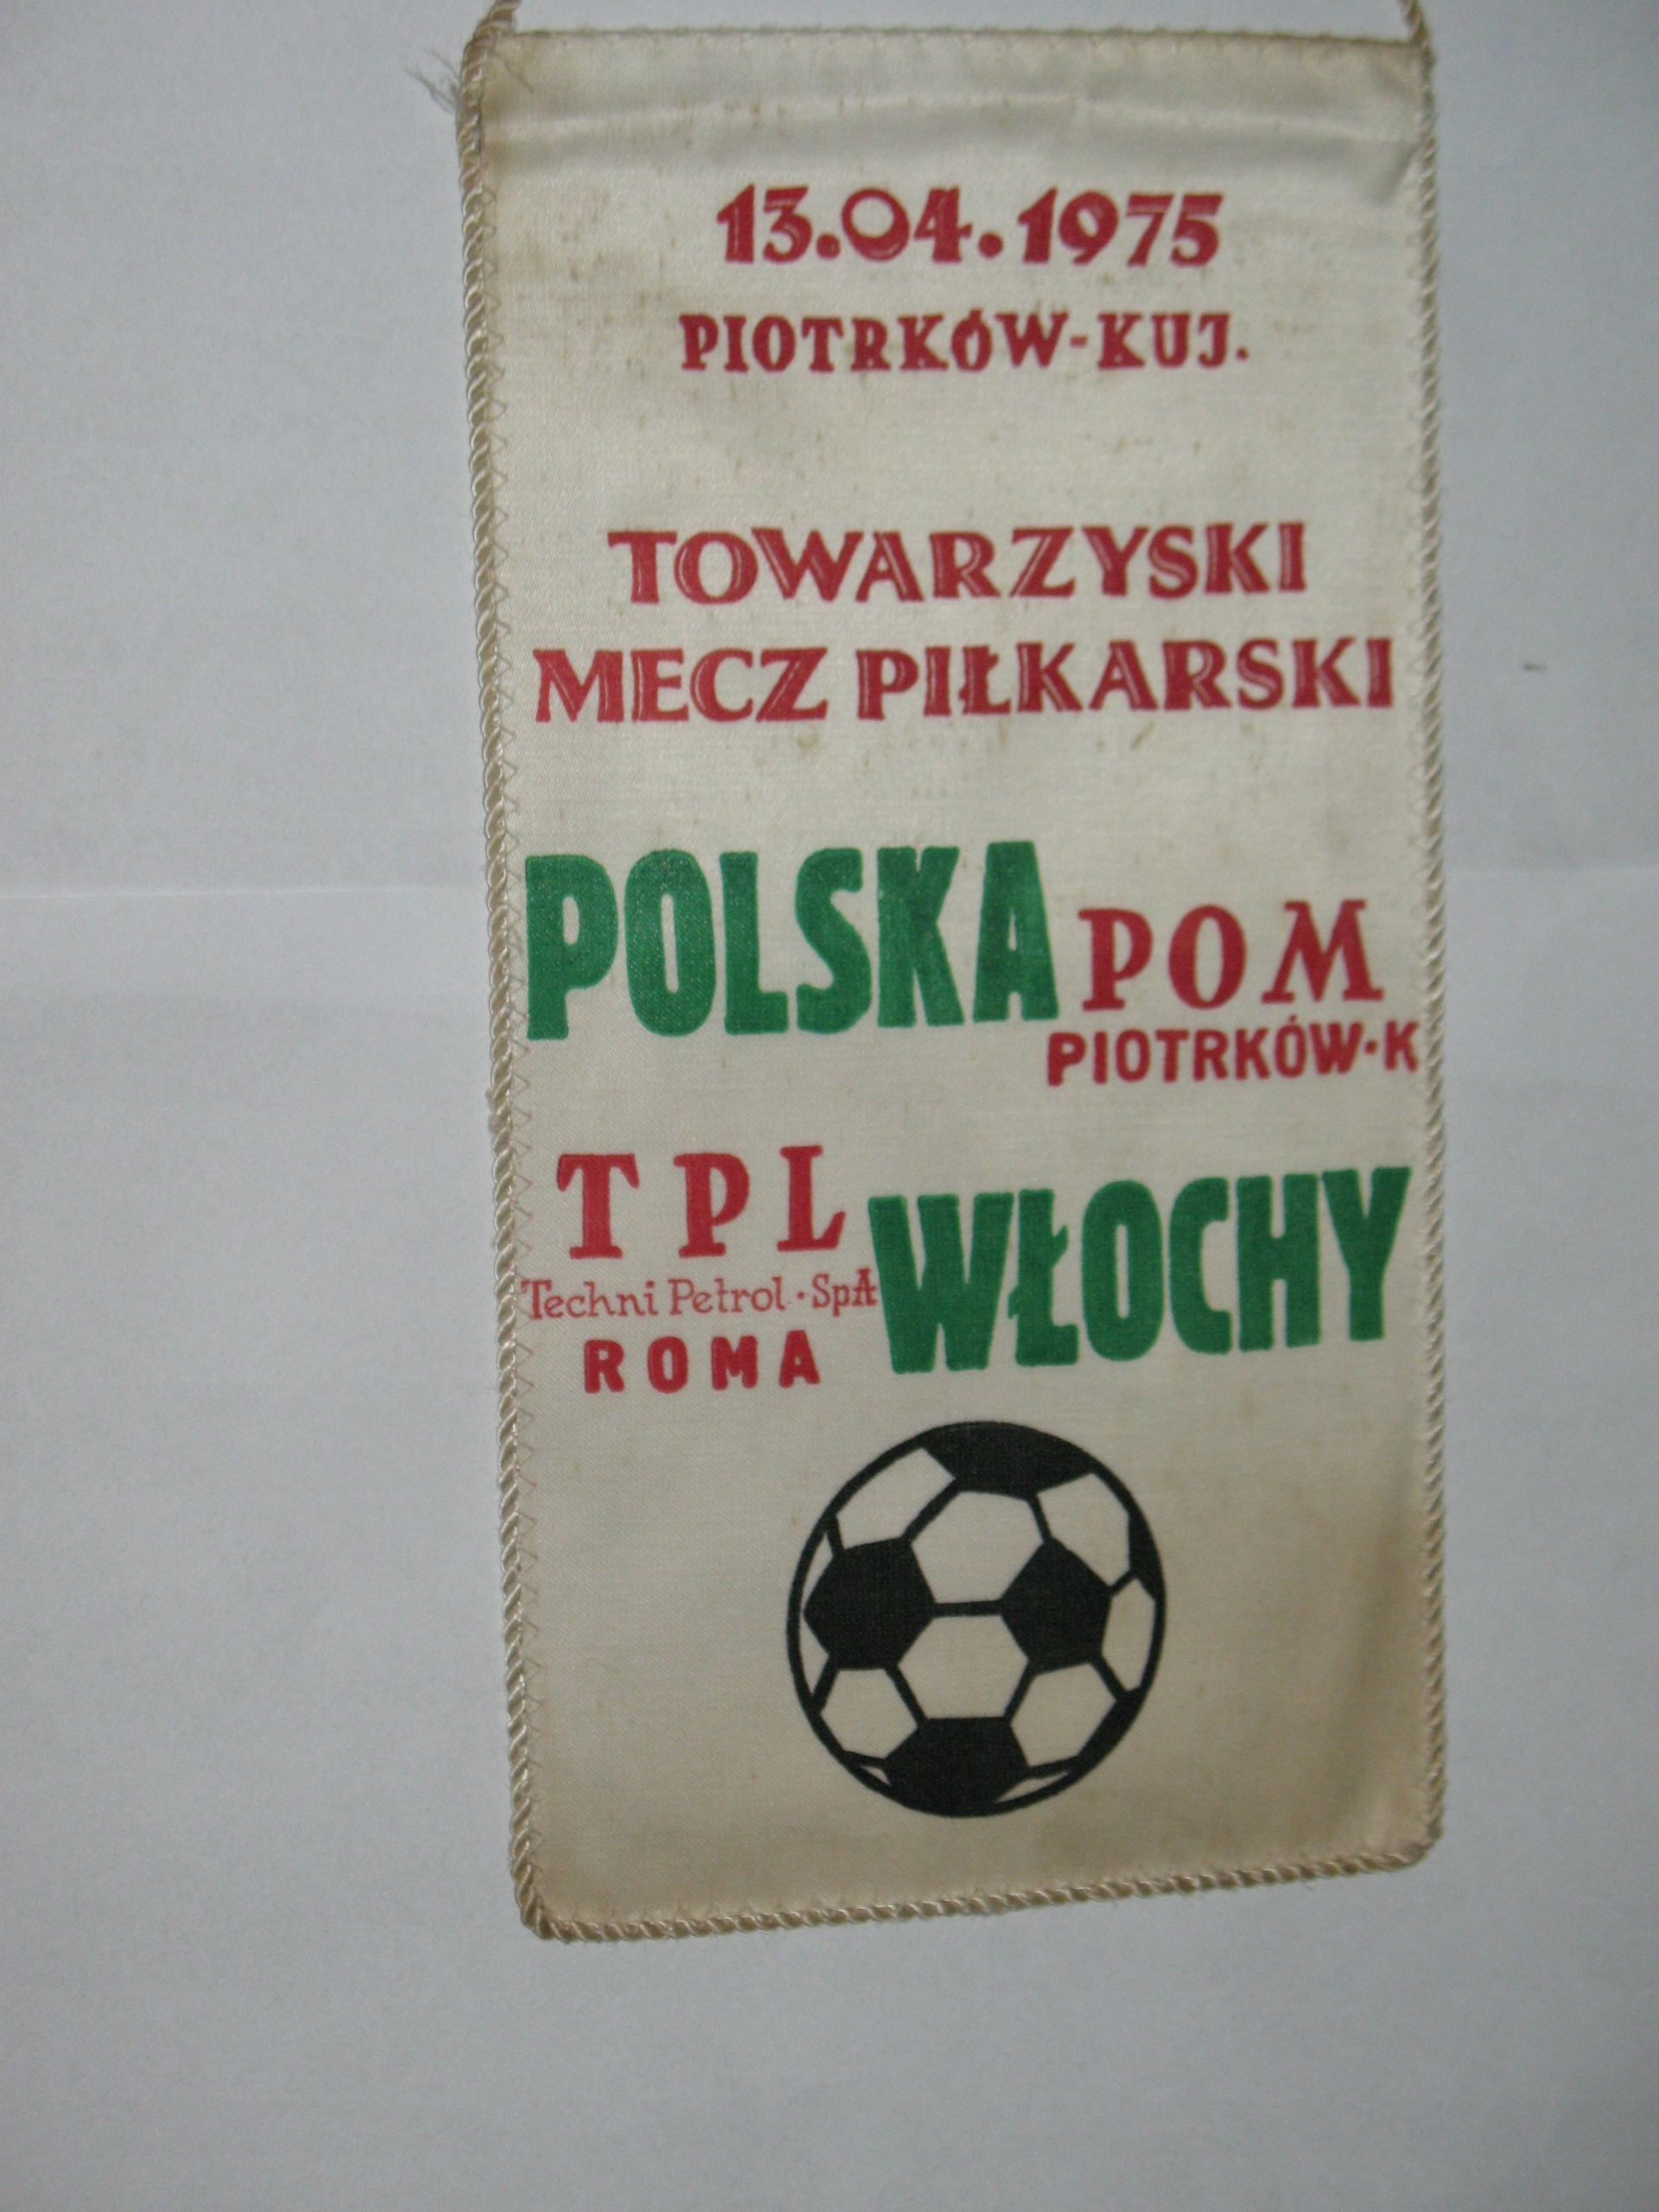 13.04.1975
PIOTRKÓW-KUJ.
TOWARZYSKI
MECZ PIŁKARSKI
POLSKA POM
PIOTRKÓW·K
TPL WŁOCHY
Techni Petrol·SpA
ROMA